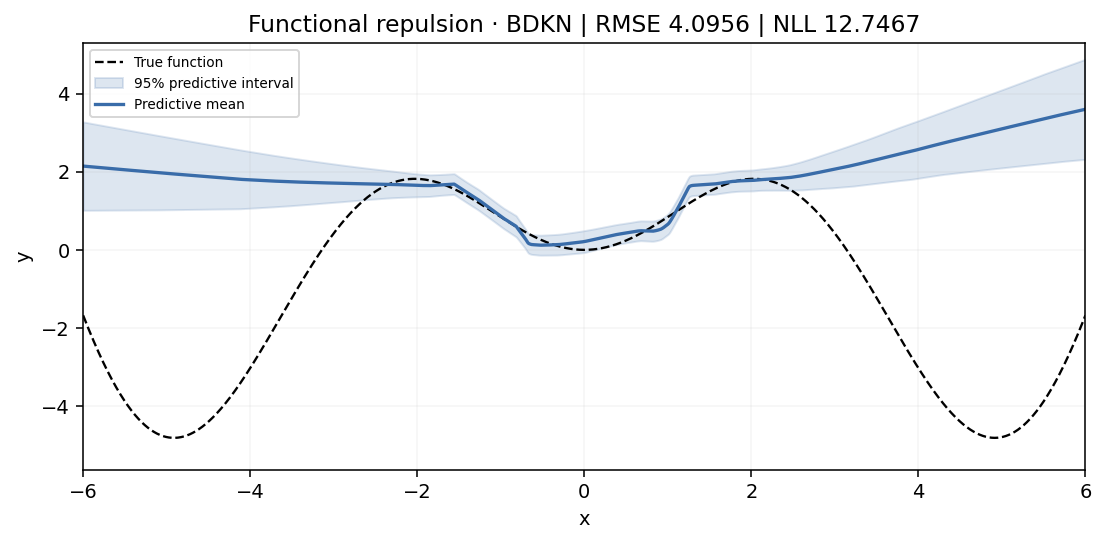 Functional repulsion · BDKN | RMSE 4.0956 | NLL 12.7467
True function
95% predictive interval
Predictive mean
4
2
0
−2
−4
y
−6
−4
−2
0
2
4
6
x